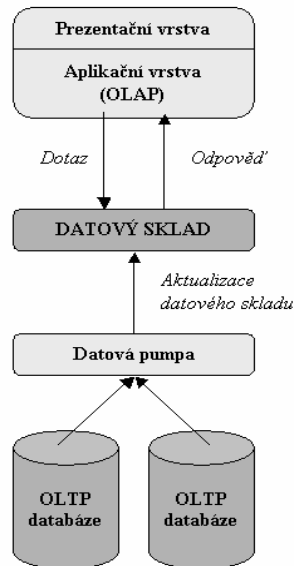 Prezentační vrstva
Aplikační vrstva
(OLAP)
Dotaz
Odpověď
DATOVÝ SKLAD
Aktualizace
datového skladu
Datová pumpa
OLTP
databáze
OLTP
databáze